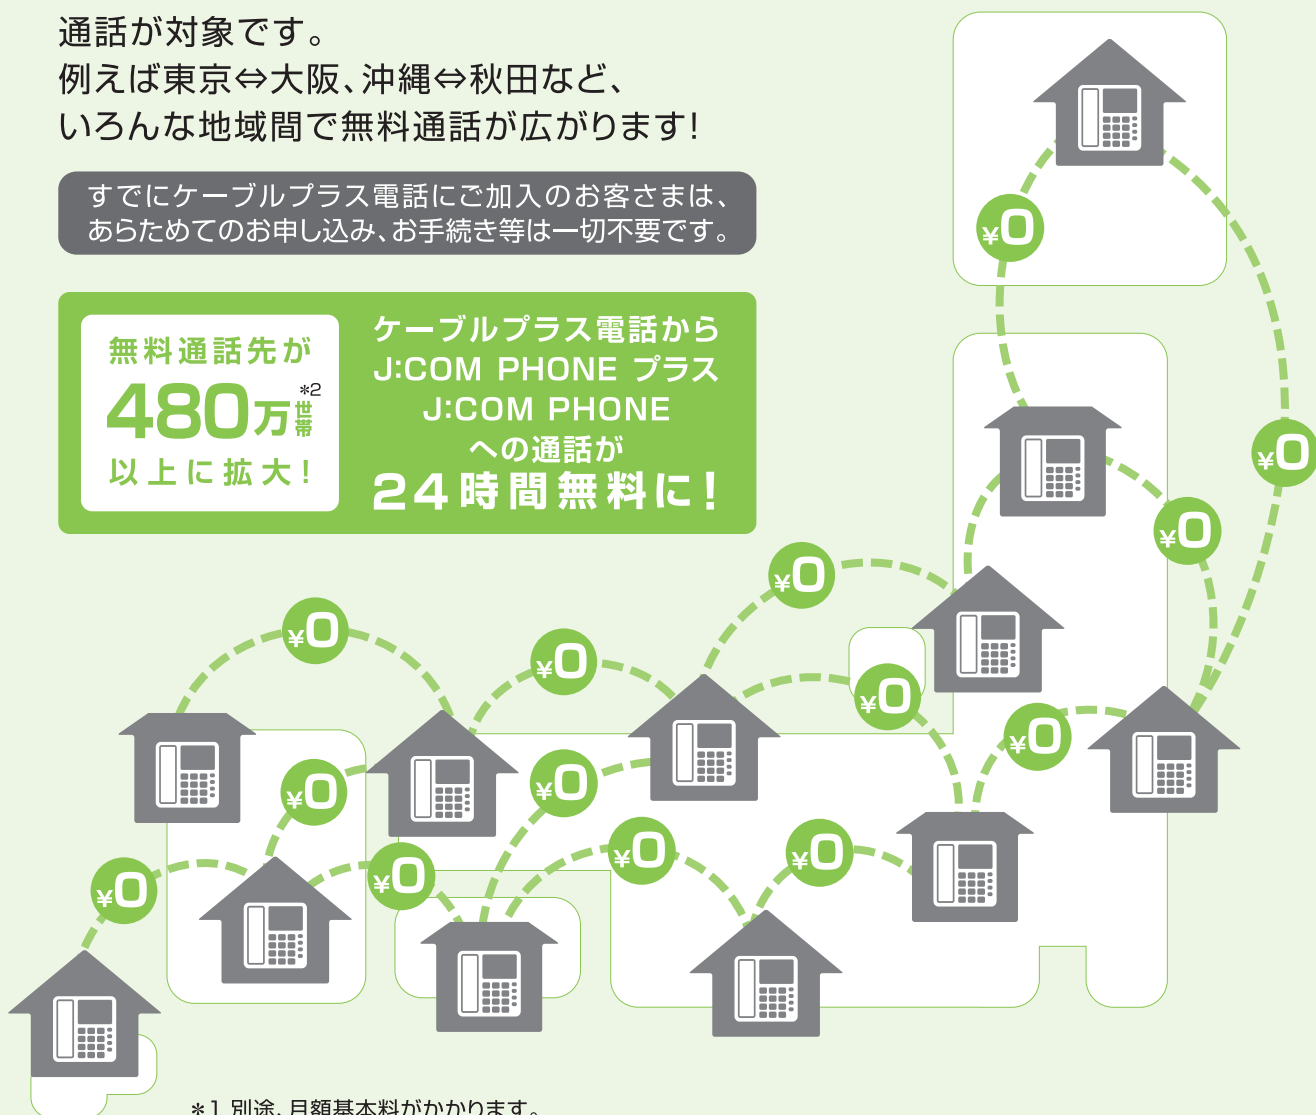 通話が対象です。
例えば東京⇔大阪、沖縄⇔秋田など、
いろんな地域間で無料通話が広がります!
すでにケーブルプラス電話にご加入のお客さまは、
あらためてのお申し込み、お手続き等は一切不要です。
無料通話先が
480万世帯*2
以上に拡大!
ケーブルプラス電話から
J:COM PHONE プラス
J:COM PHONE
への通話が
24時間無料に!
¥0
¥0
¥0
¥0
¥0
¥0
¥0
¥0
¥0
¥0
¥0
¥0
¥0
¥0
*1 別途、月額基本料がかかります。